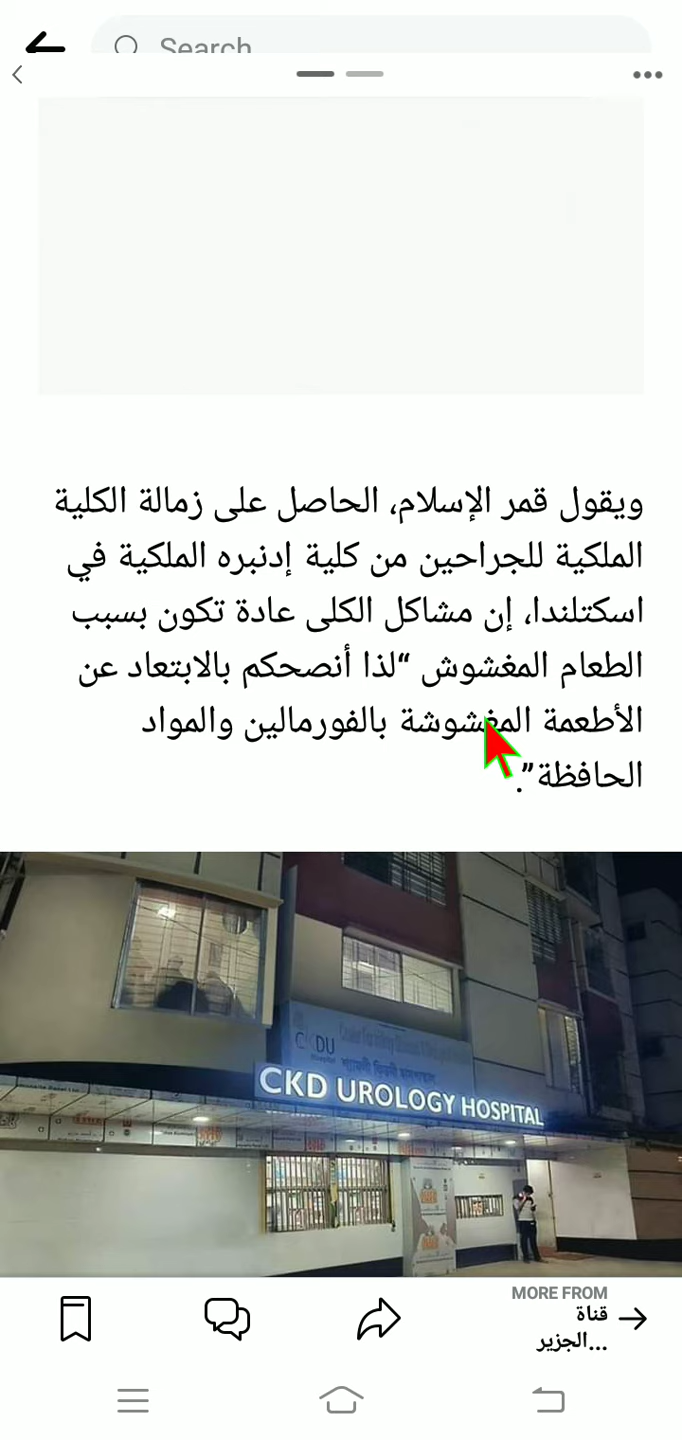 Search
ويقول قمر الإسلام، الحاصل على زمالة الكلية
الملكية للجراحين من كلية إدنبره الملكية في
اسكتلندا، إن مشاكل الكلى عادة تكون بسبب
الطعام المغشوش “لذا أنصحكم بالابتعاد عن
الأطعمة المغشوشة بالفورمالين والمواد
الحافظة”.
CKDU
Hospital
CKD UROLOGY HOSPITAL
MORE FROM
قناة
الجزير...